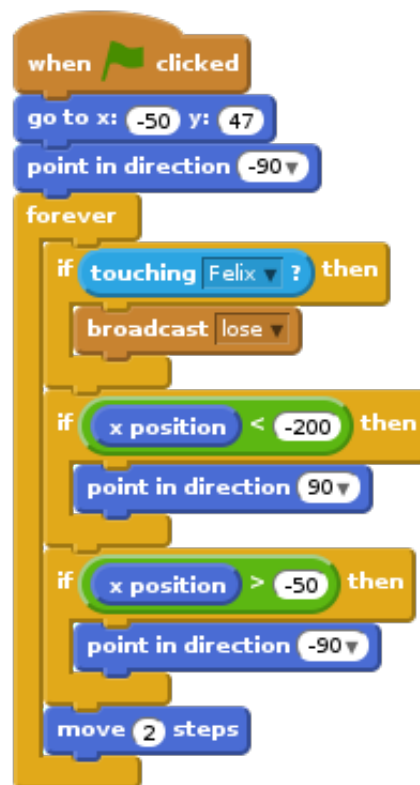 when clicked
go to x: -50 y: 47
point in direction -90
forever
if touching Felix ? then
broadcast lose
if x position < -200 then
point in direction 90
if x position > -50 then
point in direction -90
move 2 steps